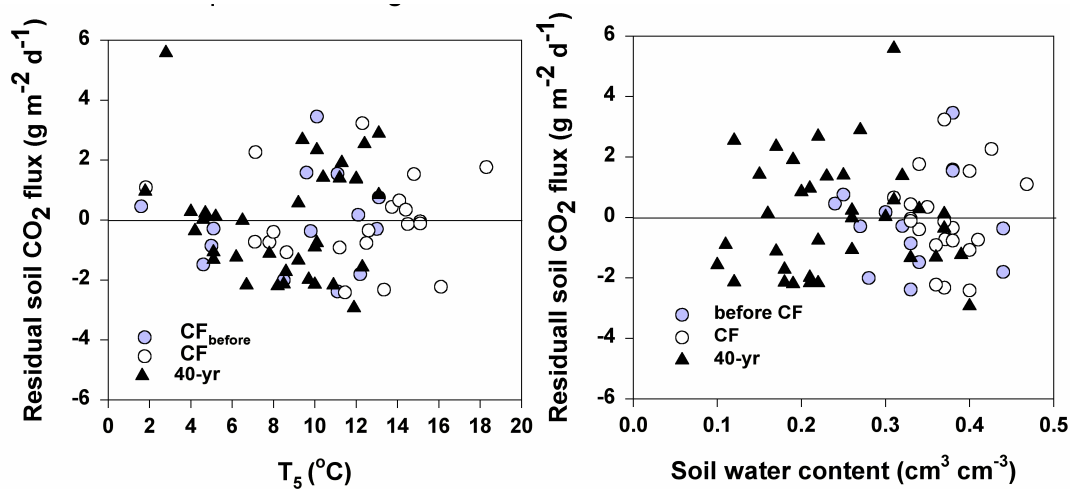 Residual soil CO2 flux (g m-2 d-1)
6
4
2
0
-2
-4
-6
CFbefore
CF
40-yr
0 2 4 6 8 10 12 14 16 18 20
T5 (oC)
Residuall soil CO2 flux (g m-2 d-1)
6
4
2
0
-2
-4
-6
before CF
CF
40-yr
0.0 0.1 0.2 0.3 0.4 0.5
Soil water content (cm3 cm-3)